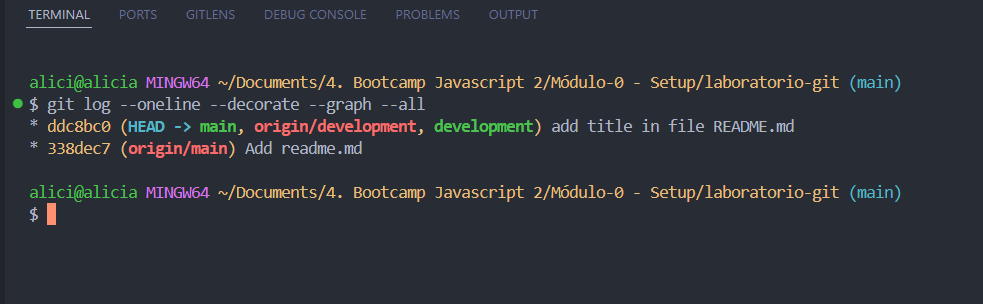 TERMINAL PORTS GITLENS DEBUG CONSOLE PROBLEMS OUTPUT
alici@alicia MINGW64 ~/Documents/4. Bootcamp Javascript 2/Módulo-0 - Setup/laboratorio-git (main)
$ git log --oneline --decorate --graph --all
* ddc8bc0 (HEAD -> main, origin/development, development) add title in file README.md
* 338dec7 (origin/main) Add readme.md
alici@alicia MINGW64 ~/Documents/4. Bootcamp Javascript 2/Módulo-0 - Setup/laboratorio-git (main)
$